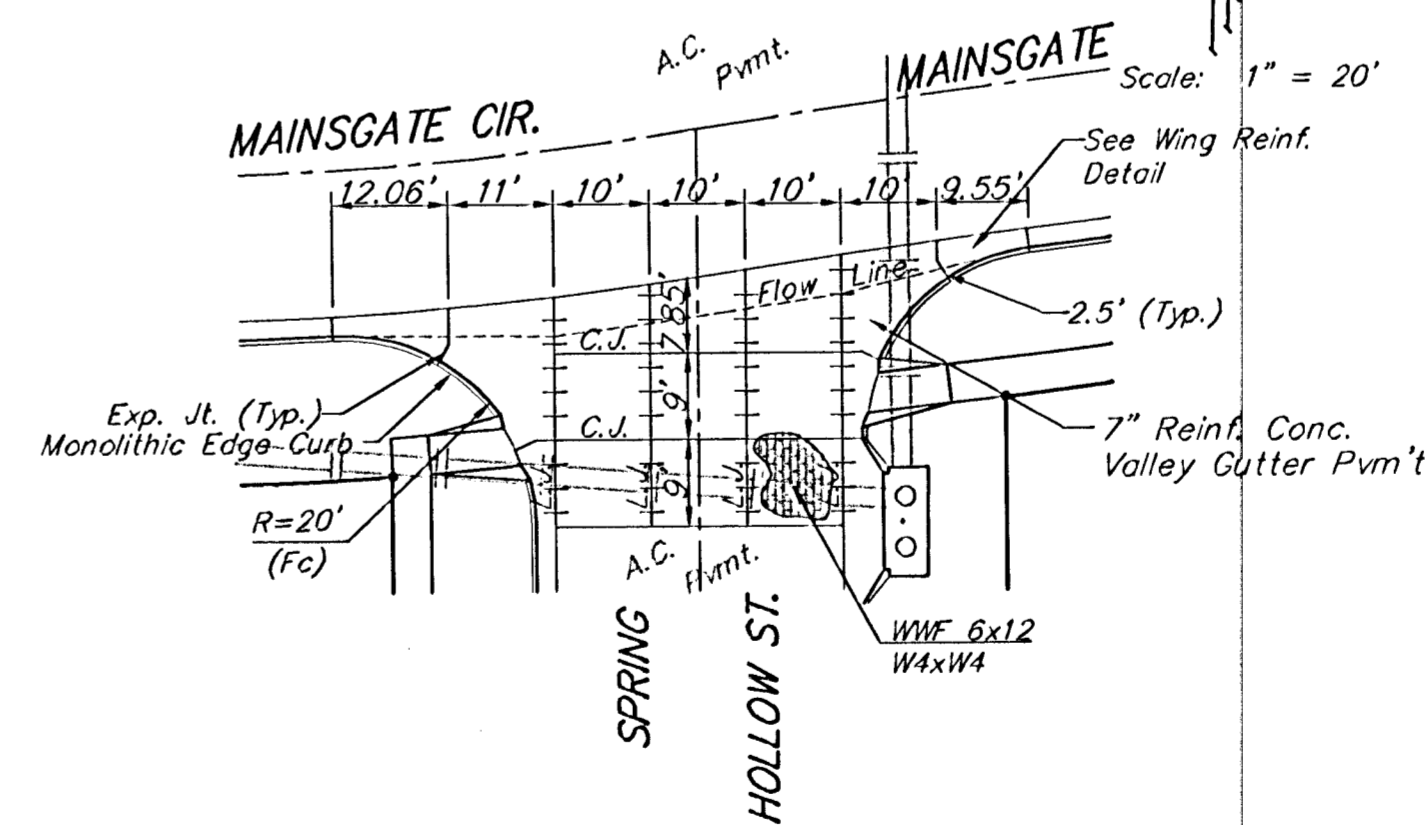 A.C.
Pvmt.
MAINSGATE
Scale: 1" = 20'
MAINSGATE CIR.
See Wing Reinf.
Detail
12.06'
11'
10'
10'
10'
10'
9.55'
Flow Line
7.85'
2.5' (Typ.)
C.J.
9'
Exp. Jt. (Typ.)
Monolithic Edge Curb
C.J.
7" Reinf. Conc.
Valley Gutter Pvm't
9'
R=20'
(Fc)
A.C.
Pvmt.
WWF 6x12
W4xW4
SPRING
HOLLOW ST.